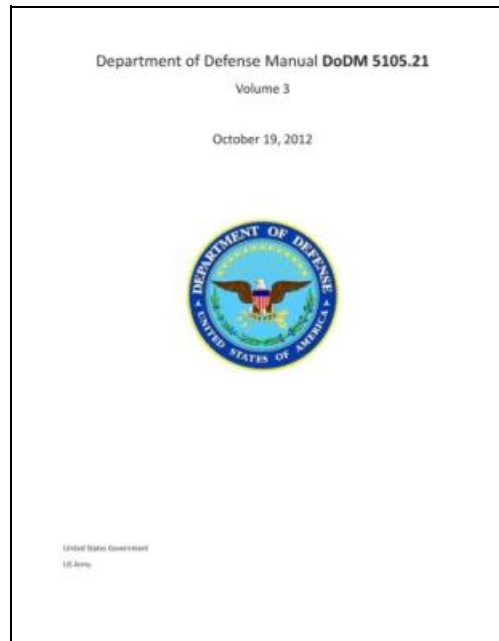 Department of Defense Manual DoDM 5105.21
Volume 3
October 19, 2012
DEPARTMENT OF DEFENSE
UNITED STATES OF AMERICA
United States Government
US Army